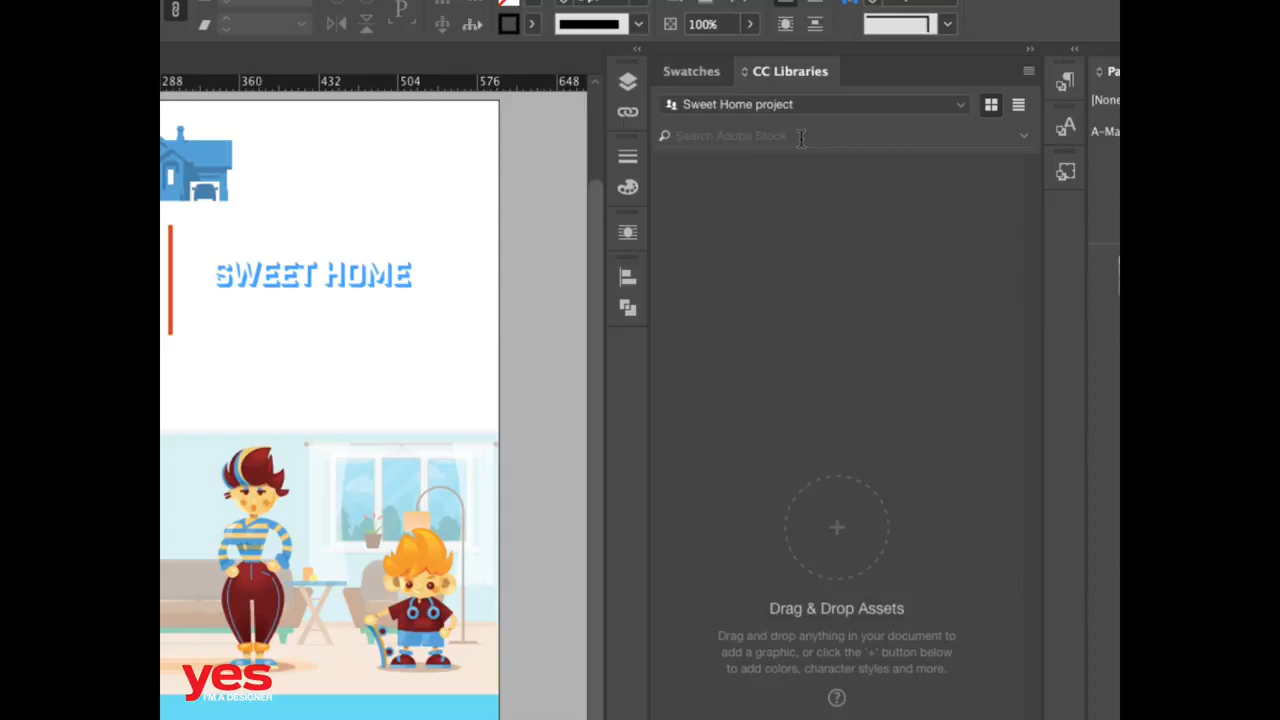 100%
288 360 432 504 576 648
Swatches CC Libraries
Sweet Home project
Search Adobe Stock
[None
A-Ma
SWEET HOME
Drag & Drop Assets
Drag and drop anything in your document to
add a graphic, or click the '+' button below
to add colors, character styles and more.
?
yes
I'M A DESIGNER